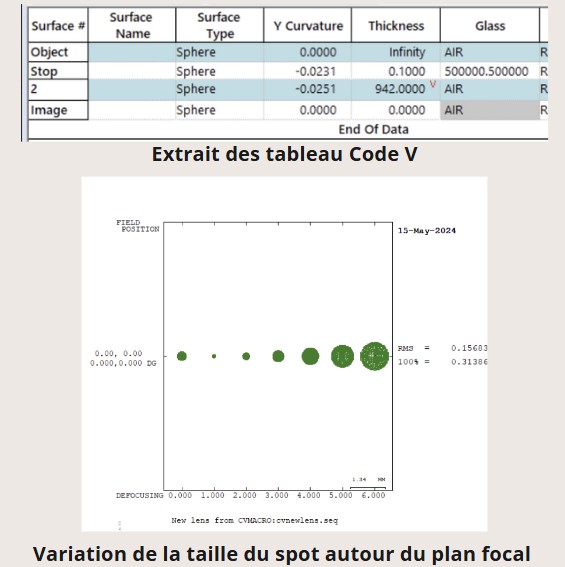 Surface # Surface Name Surface Type Y Curvature Thickness Glass
Object Sphere 0.0000 Infinity AIR R
Stop Sphere -0.0231 0.1000 500000.500000 R
2 Sphere -0.0251 942.0000 V AIR R
Image Sphere 0.0000 0.0000 AIR R
End Of Data
Extrait des tableau Code V
FIELD
POSITION
15-May-2024
0.00, 0.00
0.000,0.000 DG
RMS = 0.15683
100% = 0.31386
1.34 MM
DEFOCUSING 0.000 1.000 2.000 3.000 4.000 5.000 6.000
New lens from CVMACRO:cvnewlens.seq
Variation de la taille du spot autour du plan focal